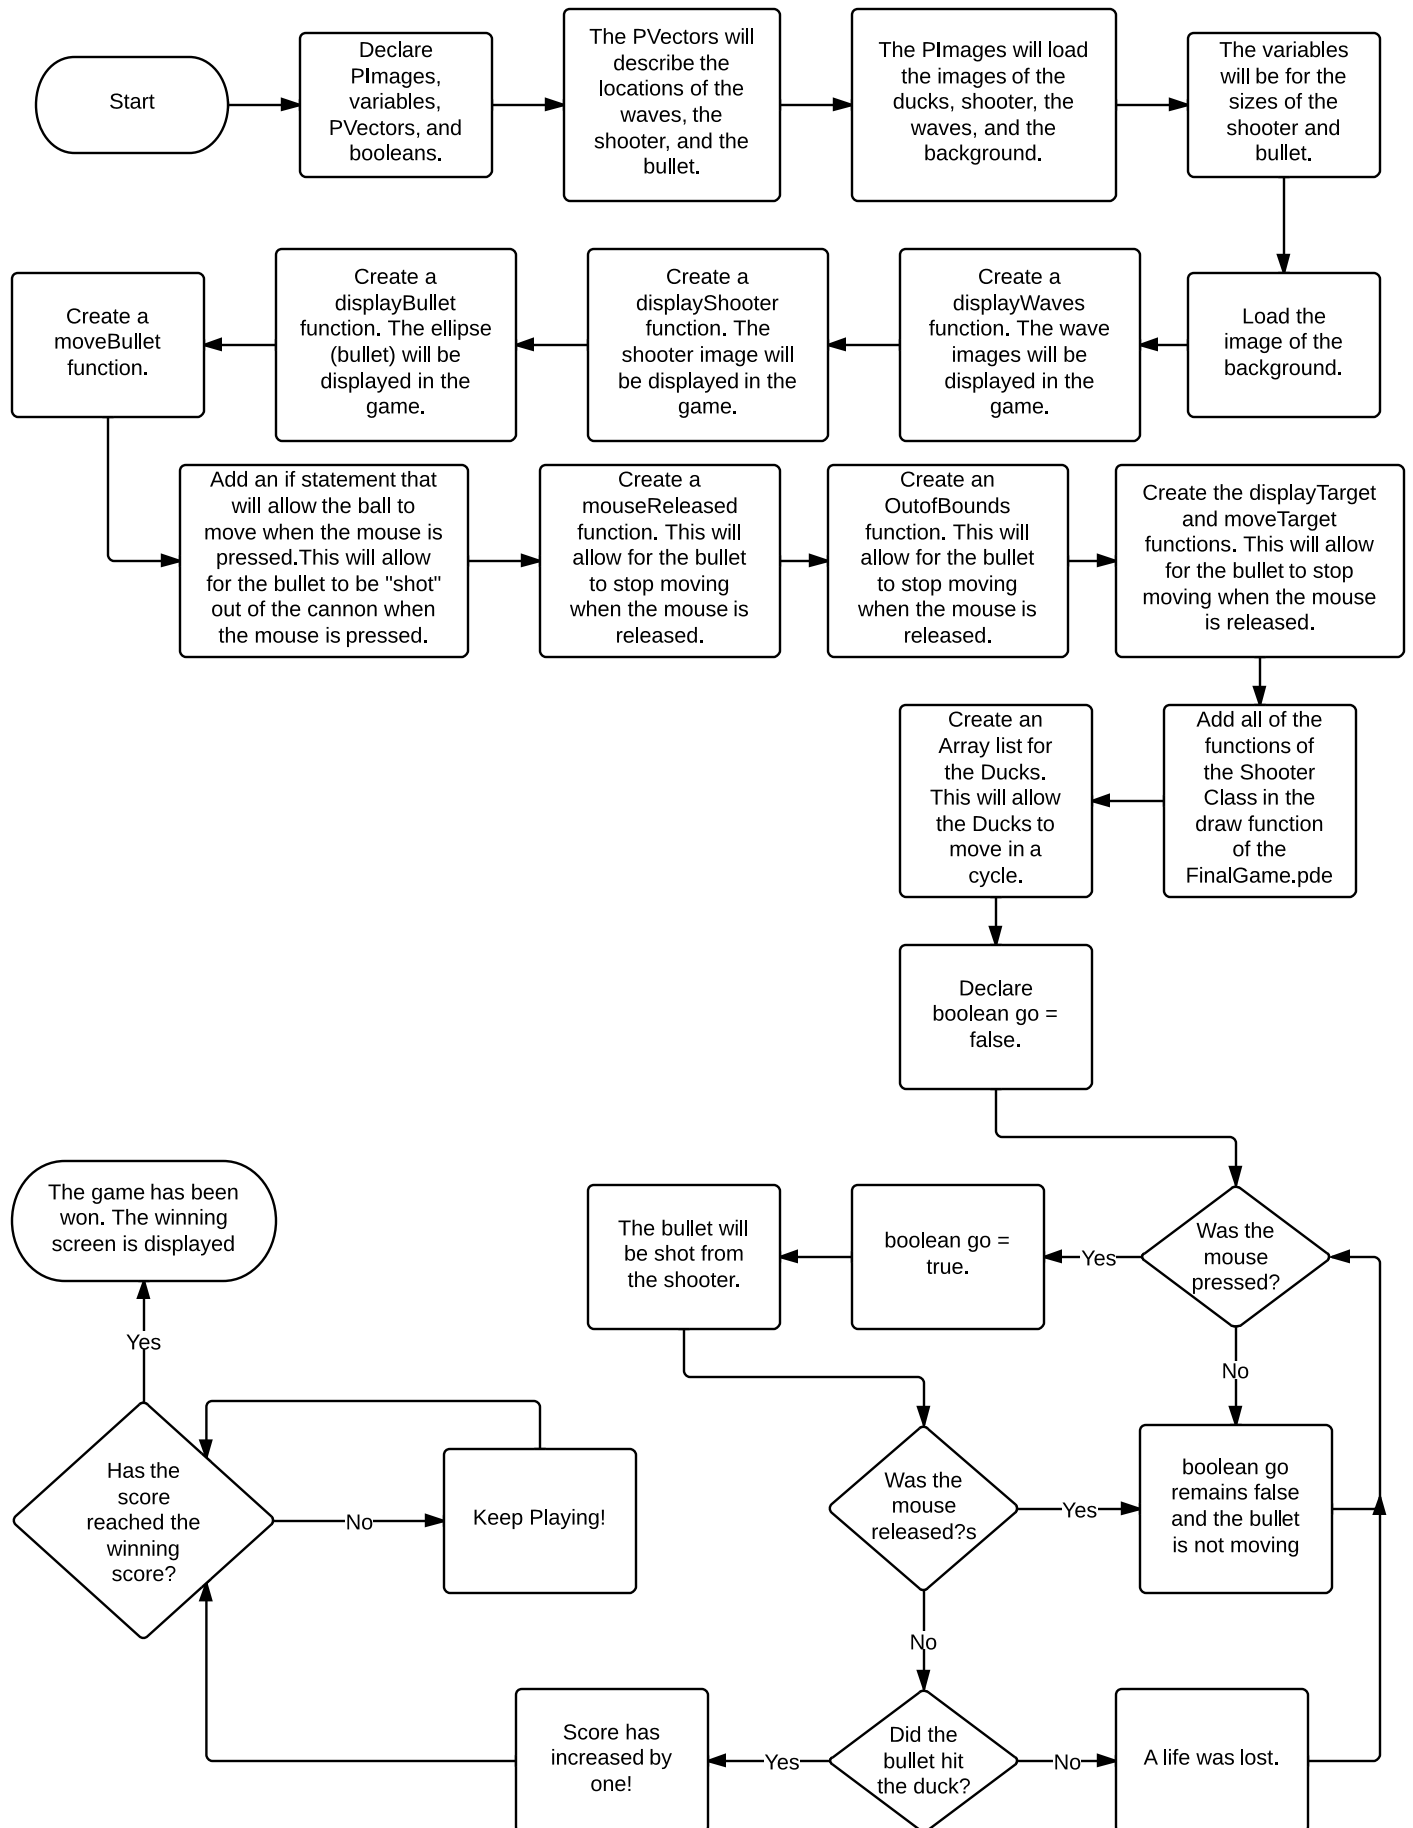 Start
Declare
PImages,
variables,
PVectors, and
booleans.
The PVectors will
describe the
locations of the
waves, the
shooter, and the
bullet.
The PImages will load
the images of the
ducks, shooter, the
waves, and the
background.
The variables
will be for the
sizes of the
shooter and
bullet.
Load the
image of the
background.
Create a
displayWaves
function. The wave
images will be
displayed in the
game.
Create a
displayShooter
function. The
shooter image will
be displayed in the
game.
Create a
displayBullet
function. The ellipse
(bullet) will be
displayed in the
game.
Create a
moveBullet
function.
Add an if statement that
will allow the ball to
move when the mouse is
pressed.This will allow
for the bullet to be "shot"
out of the cannon when
the mouse is pressed.
Create a
mouseReleased
function. This will
allow for the bullet
to stop moving
when the mouse is
released.
Create an
OutofBounds
function. This will
allow for the bullet
to stop moving
when the mouse is
released.
Create the displayTarget
and moveTarget
functions. This will allow
for the bullet to stop
moving when the mouse
is released.
Add all of the
functions of
the Shooter
Class in the
draw function
of the
FinalGame.pde
Create an
Array list for
the Ducks.
This will allow
the Ducks to
move in a
cycle.
Declare
boolean go =
false.
Was the
mouse
pressed?
Yes
boolean go =
true.
The bullet will
be shot from
the shooter.
No
boolean go
remains false
and the bullet
is not moving
Was the
mouse
released?s
Yes
No
Did the
bullet hit
the duck?
No
A life was lost.
Yes
Score has
increased by
one!
Has the
score
reached the
winning
score?
No
Keep Playing!
Yes
The game has been
won. The winning
screen is displayed